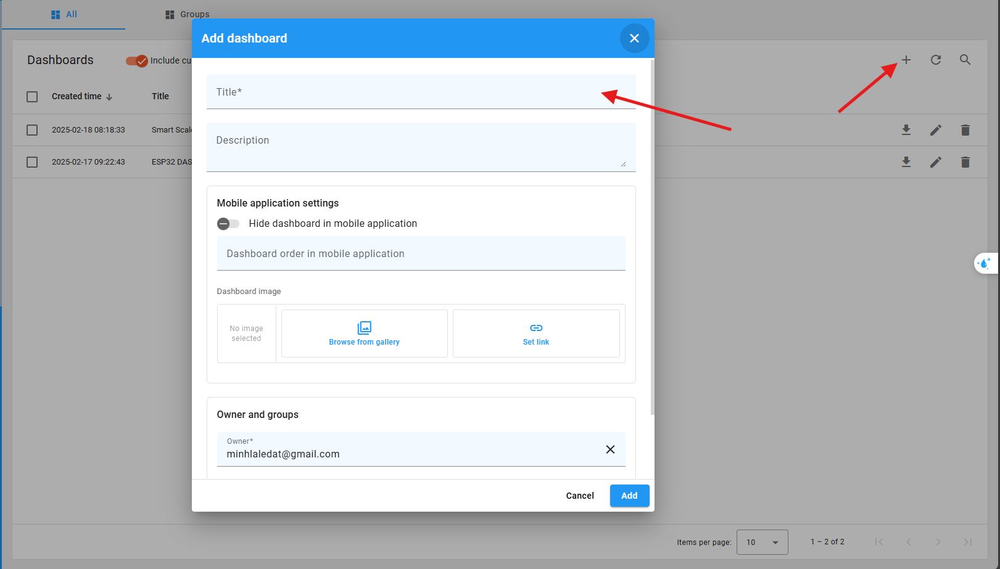 All
Groups
Add dashboard
Dashboards
Include cu
Title*
Created time
Title
2025-02-18 08:18:33
Smart Scale
Description
2025-02-17 09:22:43
ESP32 DAS
Mobile application settings
Hide dashboard in mobile application
Dashboard order in mobile application
Dashboard image
No image
selected
Browse from gallery
Set link
Owner and groups
Owner*
minhlaledat@gmail.com
Cancel
Add
Items per page:
10
1 – 2 of 2